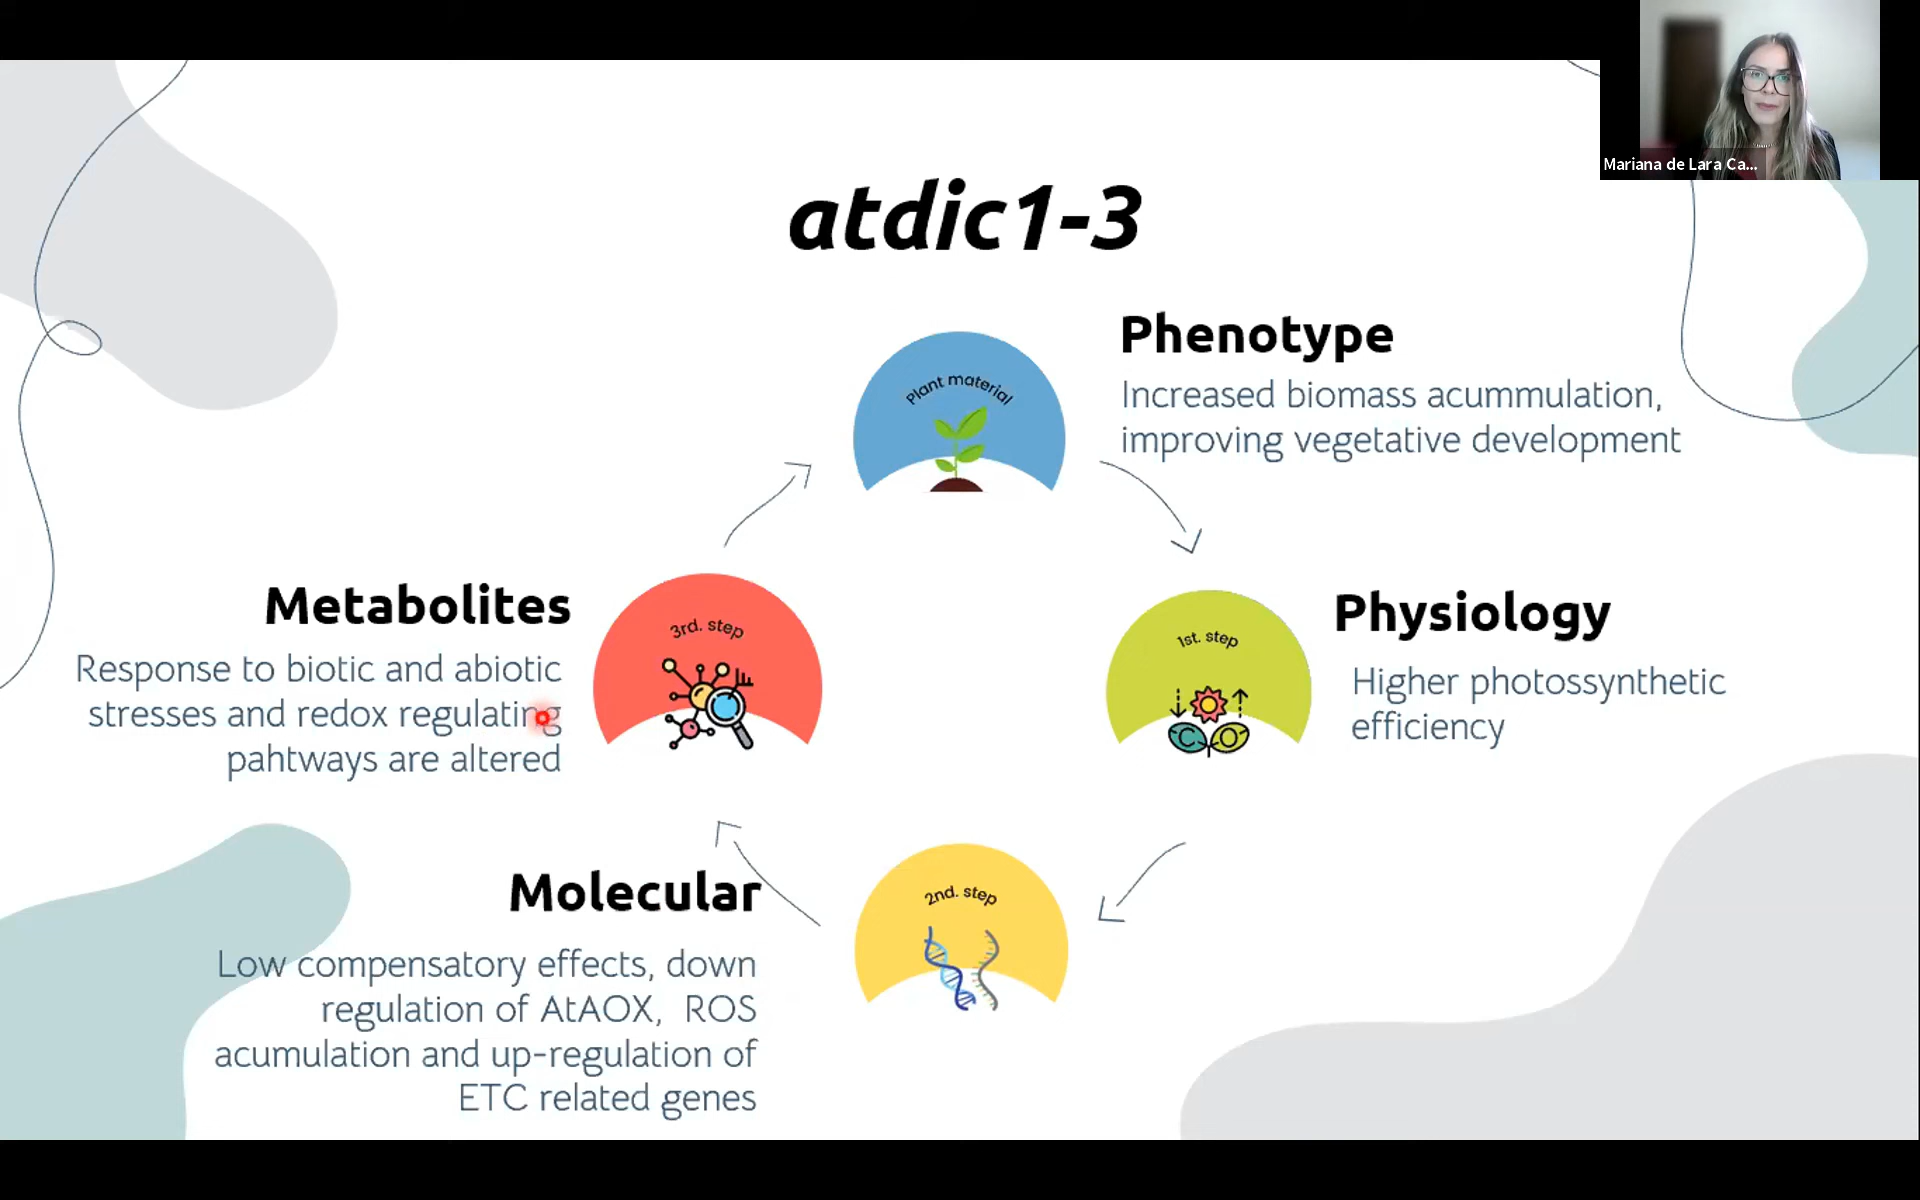 Mariana de Lara Ca...
atdic1-3
Phenotype
Increased biomass acummulation,
improving vegetative development
Plant material
Metabolites
Response to biotic and abiotic
stresses and redox regulating
pahtways are altered
3rd. step
1st. step
Physiology
Higher photossynthetic
efficiency
C O
Molecular
Low compensatory effects, down
regulation of AtAOX, ROS
acumulation and up-regulation of
ETC related genes
2nd. step